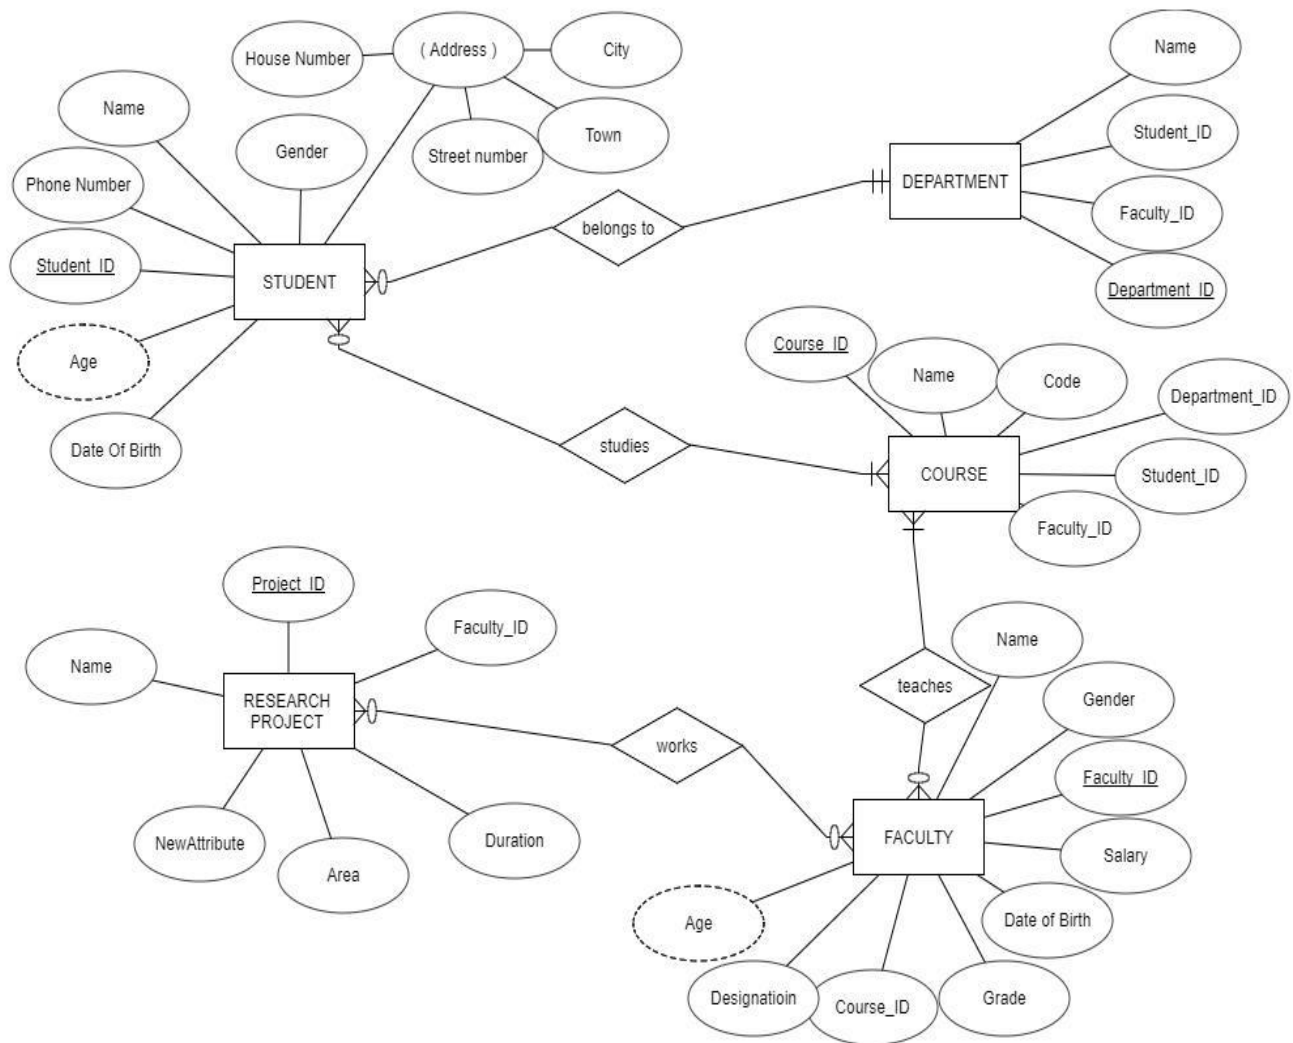 House Number
( Address )
City
Name
Name
Gender
Street number
Town
Student_ID
Phone Number
DEPARTMENT
belongs to
Faculty_ID
Student_ID
STUDENT
Department_ID
Age
Course_ID
Name
Code
Department_ID
Date Of Birth
studies
COURSE
Student_ID
Faculty_ID
Project_ID
Faculty_ID
Name
Name
RESEARCH
PROJECT
teaches
Gender
works
Faculty_ID
NewAttribute
Area
Duration
FACULTY
Salary
Age
Date of Birth
Designatioin
Course_ID
Grade